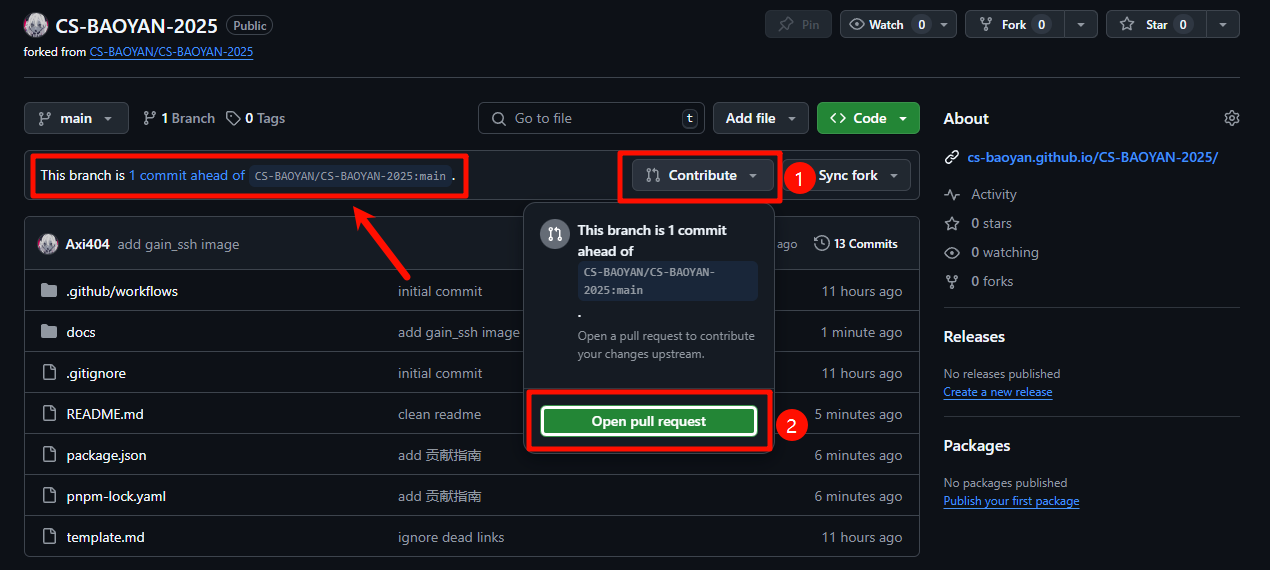 CS-BAOYAN-2025 Public Pin Watch 0 Fork 0 Star 0
forked from CS-BAOYAN/CS-BAOYAN-2025
main 1 Branch 0 Tags Go to file t Add file Code
This branch is 1 commit ahead of CS-BAOYAN/CS-BAOYAN-2025:main . Contribute 1 Sync fork
This branch is 1 commit
ahead of
CS-BAOYAN/CS-BAOYAN-
2025:main
.
Open a pull request to contribute
your changes upstream.
Open pull request 2
Axi404 add gain_ssh image ago 13 Commits
.github/workflows initial commit 11 hours ago
docs add gain_ssh image 1 minute ago
.gitignore initial commit 11 hours ago
README.md clean readme 5 minutes ago
package.json add 贡献指南 6 minutes ago
pnpm-lock.yaml add 贡献指南 6 minutes ago
template.md ignore dead links 11 hours ago
About
cs-baoyan.github.io/CS-BAOYAN-2025/
Activity
0 stars
0 watching
0 forks
Releases
No releases published
Create a new release
Packages
No packages published
Publish your first package